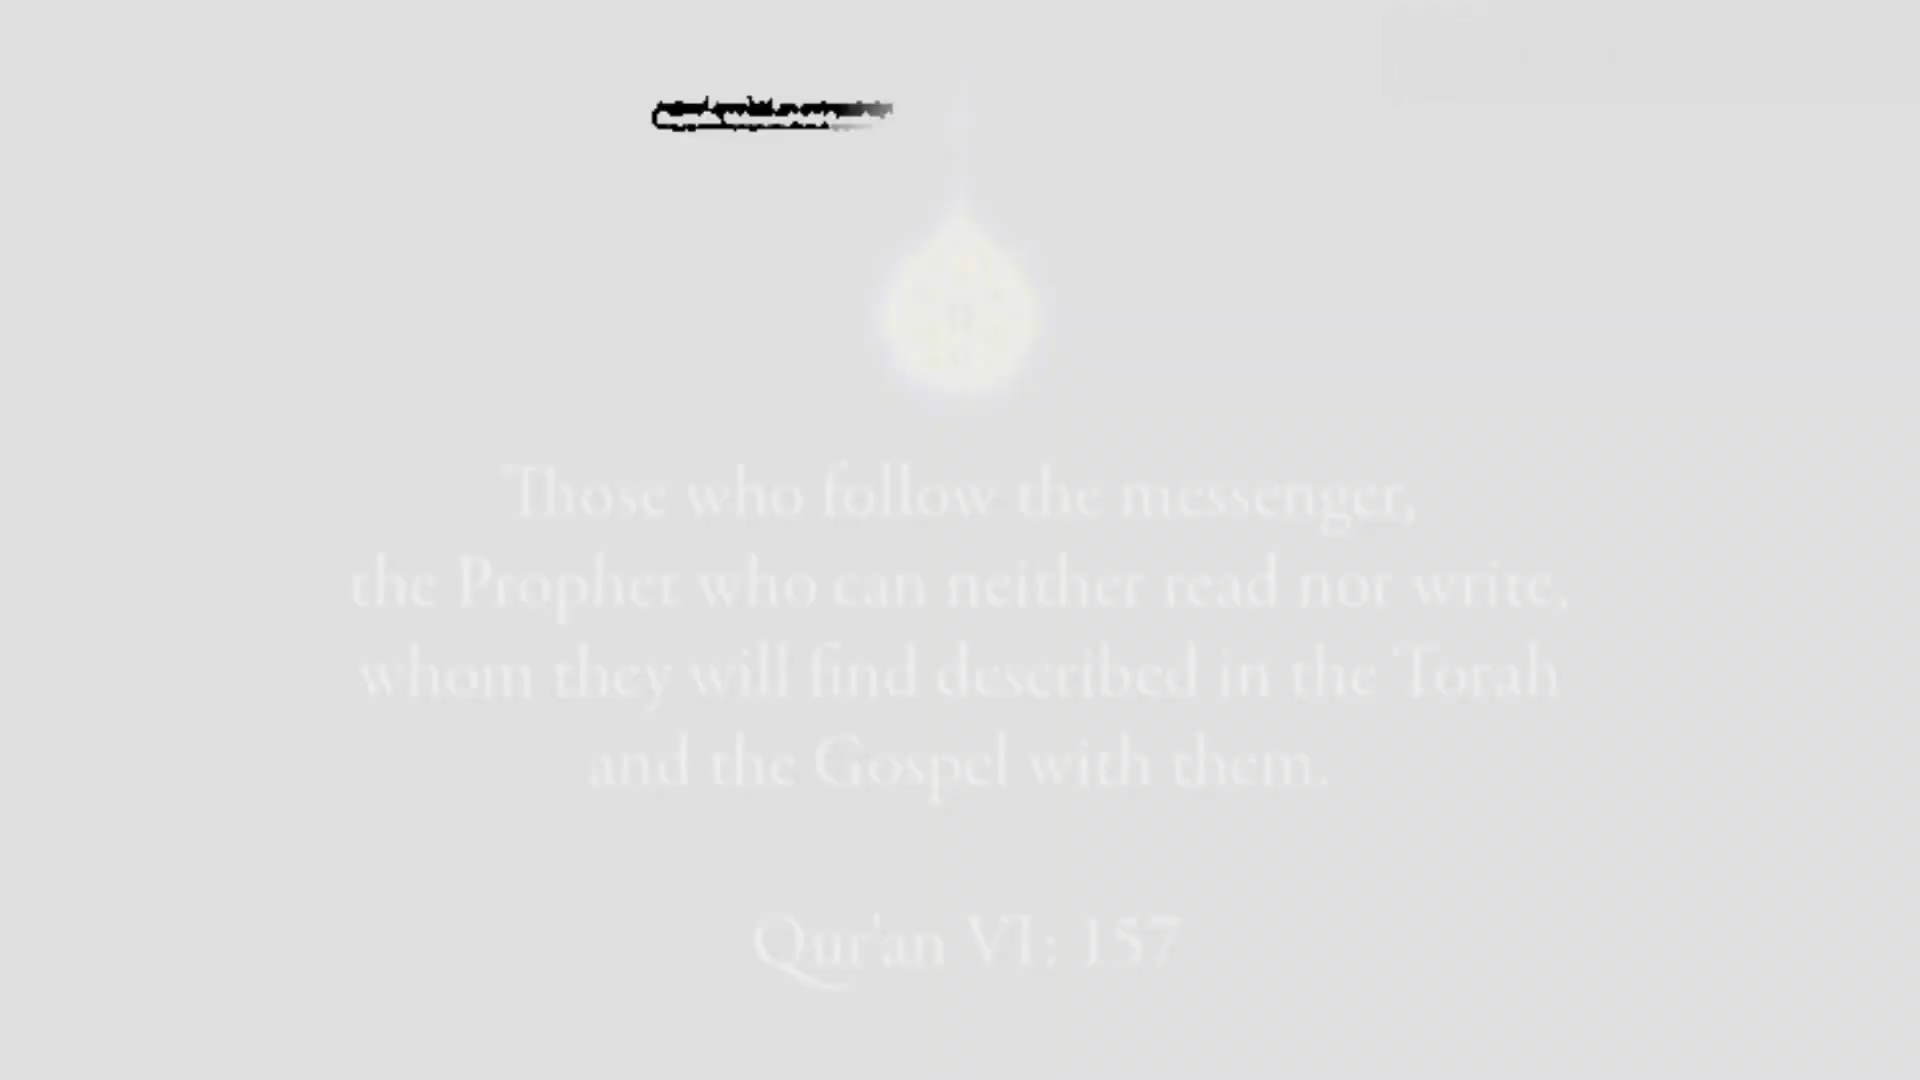 Those who follow the messenger,
the Prophet who can neither read nor write,
whom they will find described in the Torah
and the Gospel with them.
Qur'an VI: 157